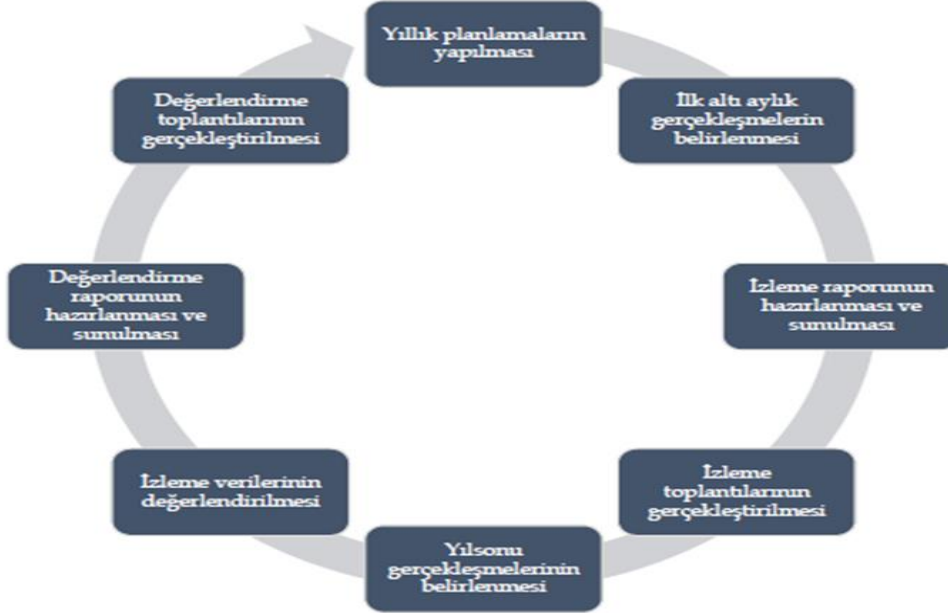 Yıllık planlamaların
yapılması
İlk altı aylık
gerçekleşmelerin
belirlenmesi
İzleme raporunun
hazırlanması ve
sunulması
İzleme
toplantılarının
gerçekleştirilmesi
Yılsonu
gerçekleşmelerinin
belirlenmesi
İzleme verilerinin
değerlendirilmesi
Değerlendirme
raporunun
hazırlanması ve
sunulması
Değerlendirme
toplantılarının
gerçekleştirilmesi